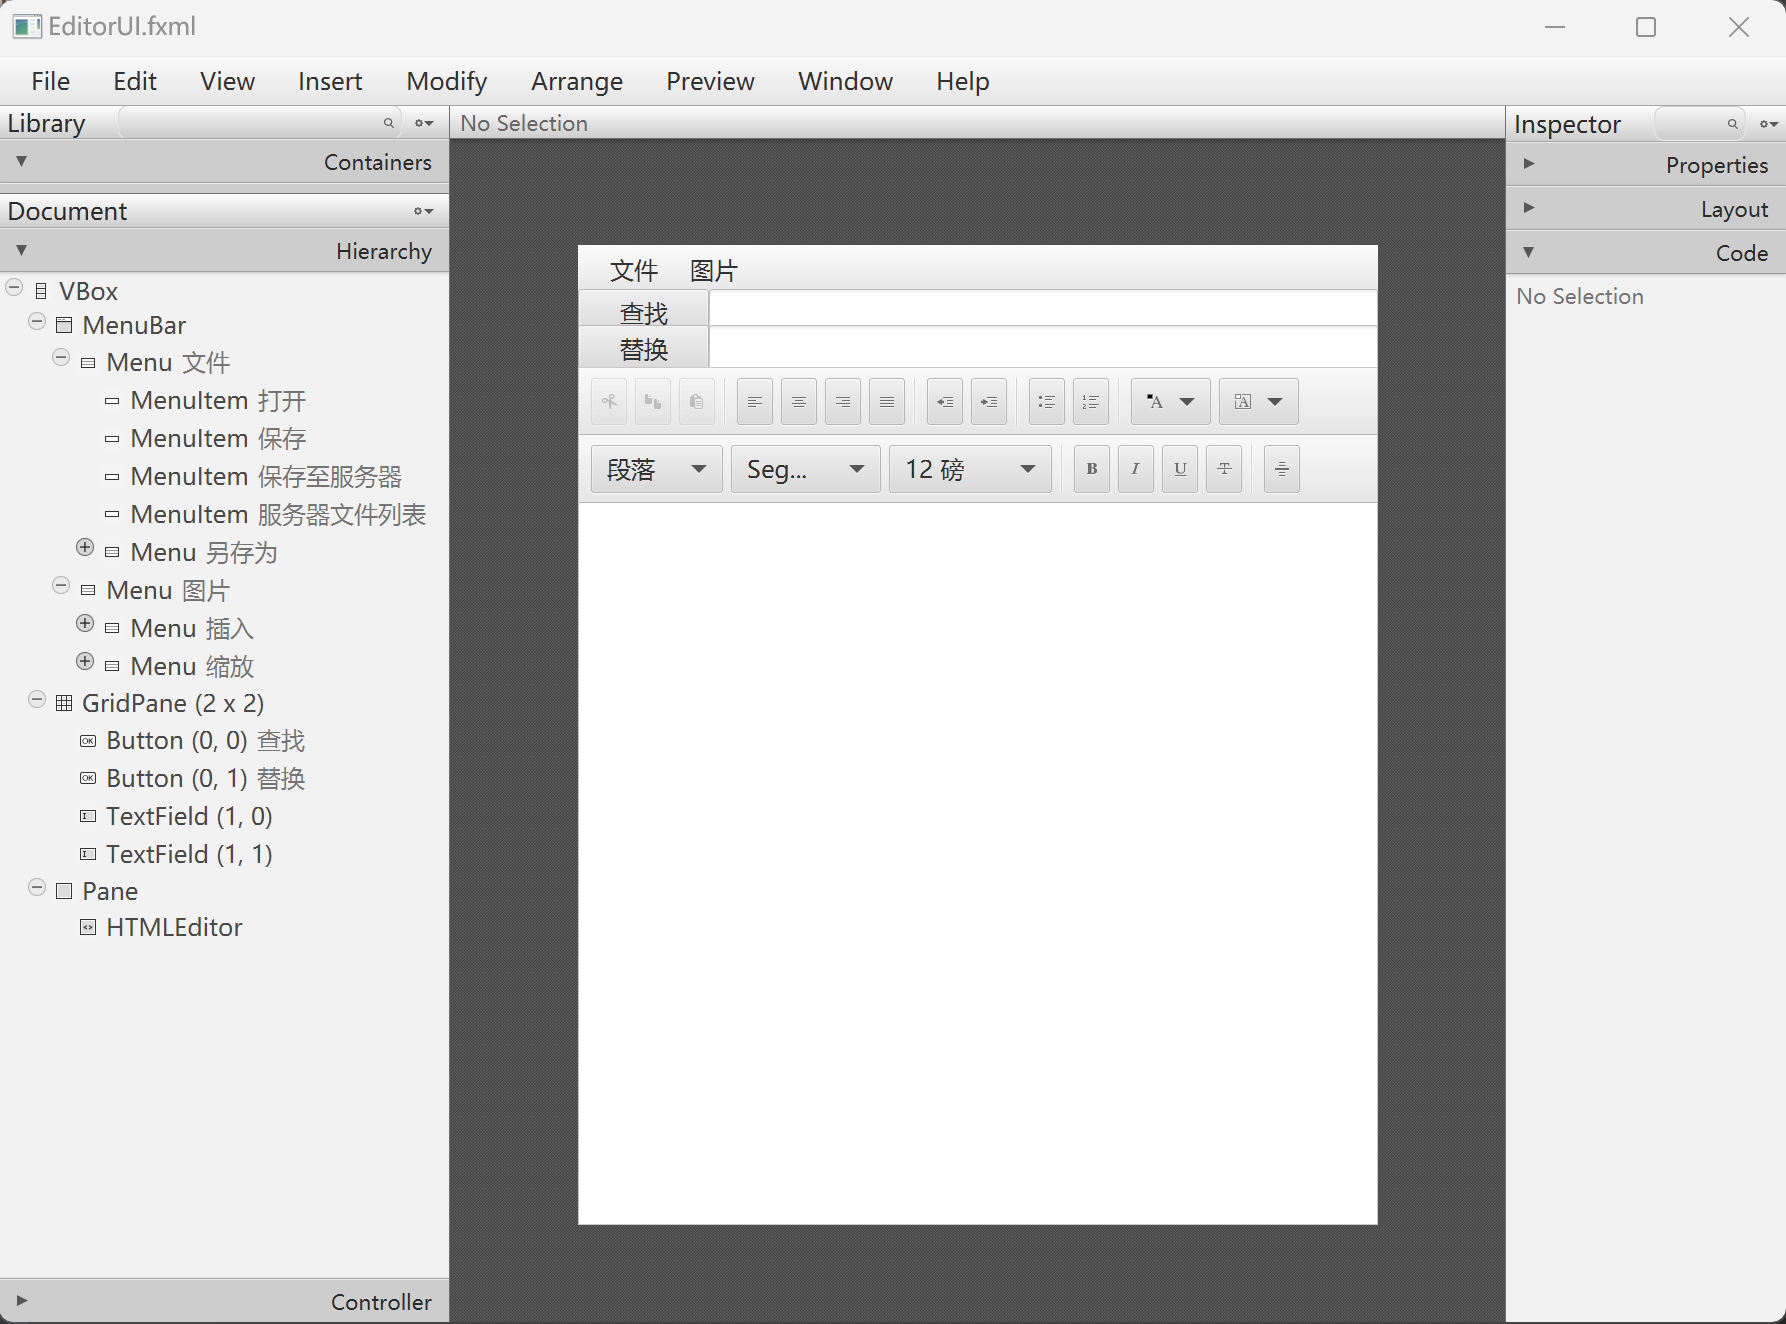 EditorUI.fxml
File Edit View Insert Modify Arrange Preview Window Help
Library
No Selection
Inspector
Containers
Properties
Document
Layout
Hierarchy
Code
No Selection
VBox
MenuBar
Menu 文件
MenuItem 打开
MenuItem 保存
MenuItem 保存至服务器
MenuItem 服务器文件列表
Menu 另存为
Menu 图片
Menu 插入
Menu 缩放
GridPane (2 x 2)
Button (0, 0) 查找
Button (0, 1) 替换
TextField (1, 0)
TextField (1, 1)
Pane
HTMLEditor
Controller
文件 图片
查找
替换
段落 Seg... 12 磅 B I U T